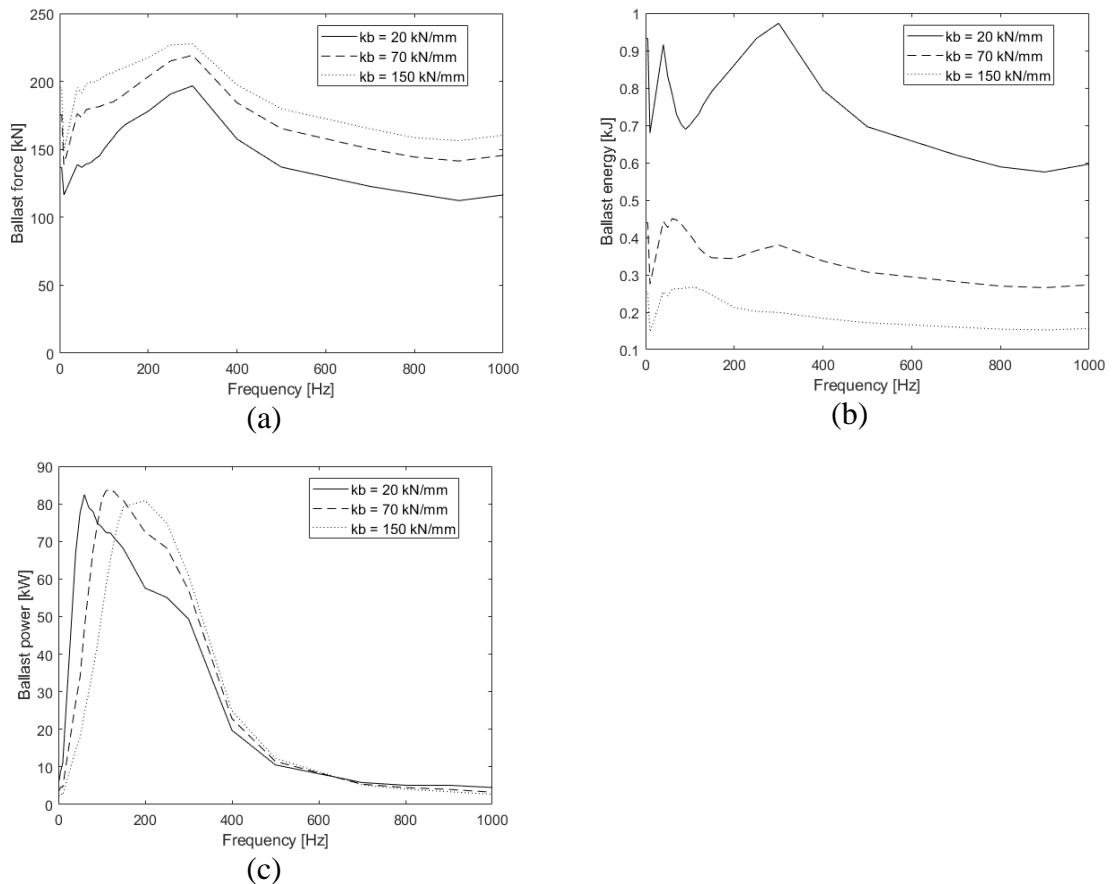 250
200
150
100
50
0
Ballast force [kN]
kb = 20 kN/mm
kb = 70 kN/mm
kb = 150 kN/mm
0 200 400 600 800 1000
Frequency [Hz]
(a)
1
0.9
0.8
0.7
0.6
0.5
0.4
0.3
0.2
0.1
Ballast energy [kJ]
kb = 20 kN/mm
kb = 70 kN/mm
kb = 150 kN/mm
0 200 400 600 800 1000
Frequency [Hz]
(b)
90
80
70
60
50
40
30
20
10
0
Ballast power [kW]
kb = 20 kN/mm
kb = 70 kN/mm
kb = 150 kN/mm
0 200 400 600 800 1000
Frequency [Hz]
(c)